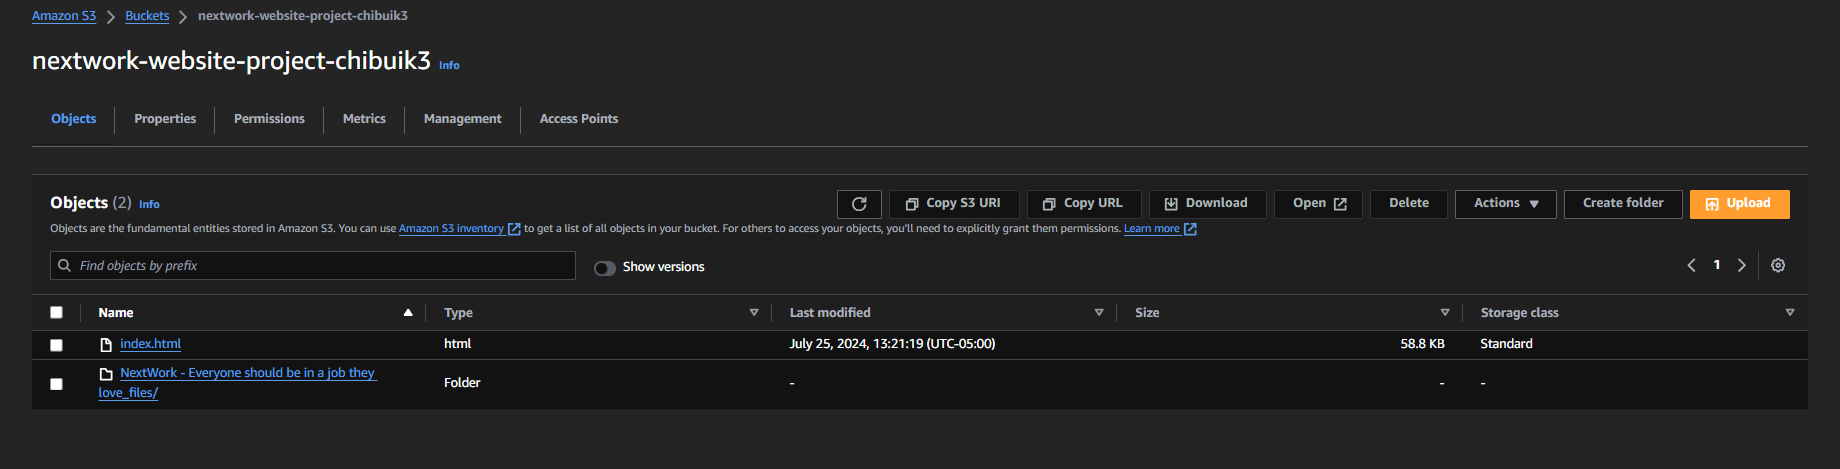 Amazon S3 > Buckets > nextwork-website-project-chibuik3
nextwork-website-project-chibuik3 Info
Objects Properties Permissions Metrics Management Access Points
Objects (2) Info
Copy S3 URI Copy URL Download Open Delete Actions Create folder Upload
Objects are the fundamental entities stored in Amazon S3. You can use Amazon S3 inventory to get a list of all objects in your bucket. For others to access your objects, you'll need to explicitly grant them permissions. Learn more
Find objects by prefix Show versions 1
Name Type Last modified Size Storage class
index.html html July 25, 2024, 13:21:19 (UTC-05:00) 58.8 KB Standard
NextWork - Everyone should be in a job they
love_files/ Folder - - -